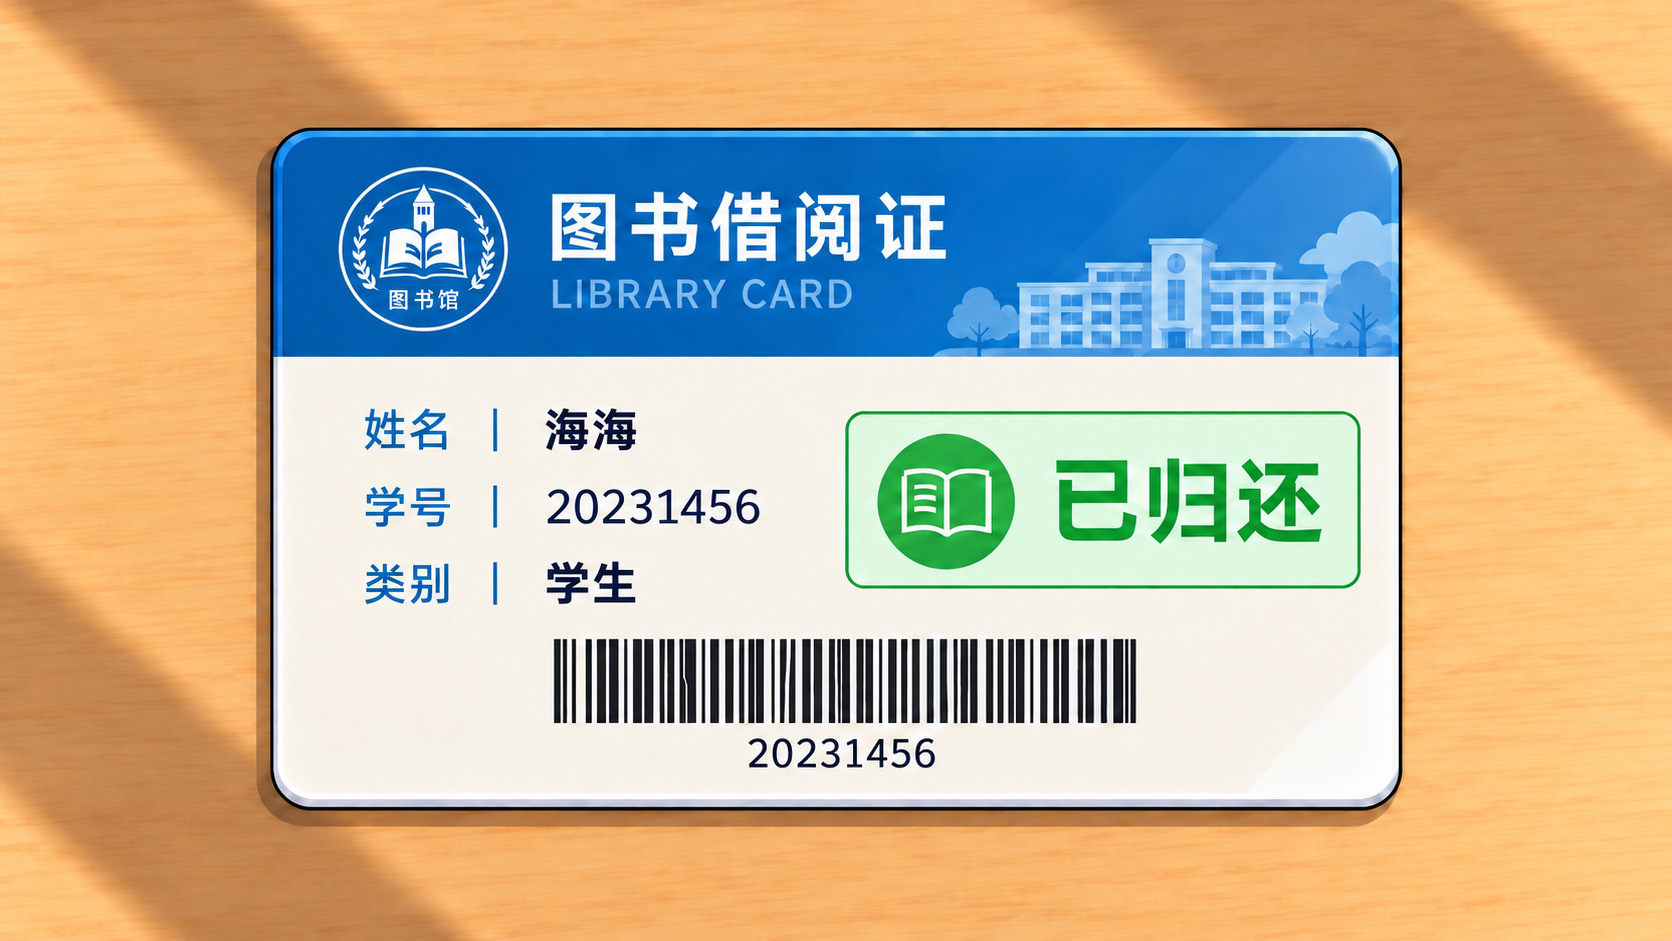 图书馆
图书借阅证
LIBRARY CARD
姓名 | 海海
学号 | 20231456
类别 | 学生
已归还
20231456